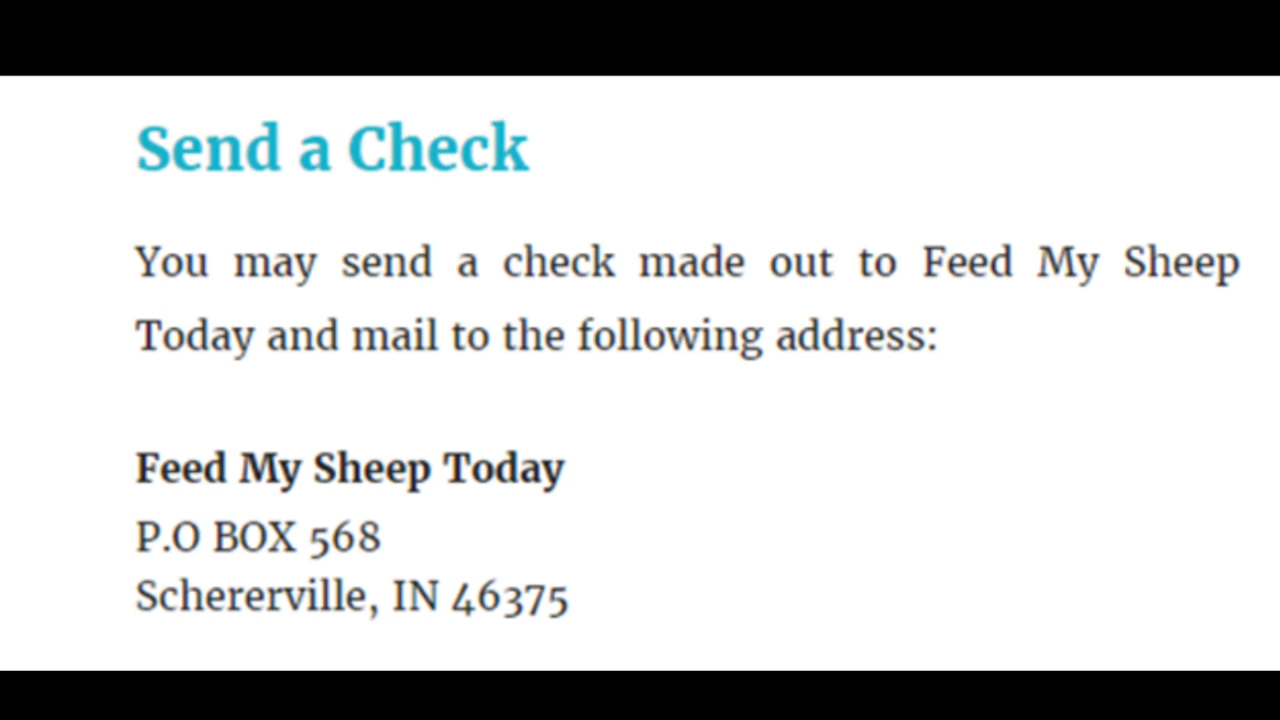 Send a Check
You may send a check made out to Feed My Sheep
Today and mail to the following address:
Feed My Sheep Today
P.O BOX 568
Schererville, IN 46375